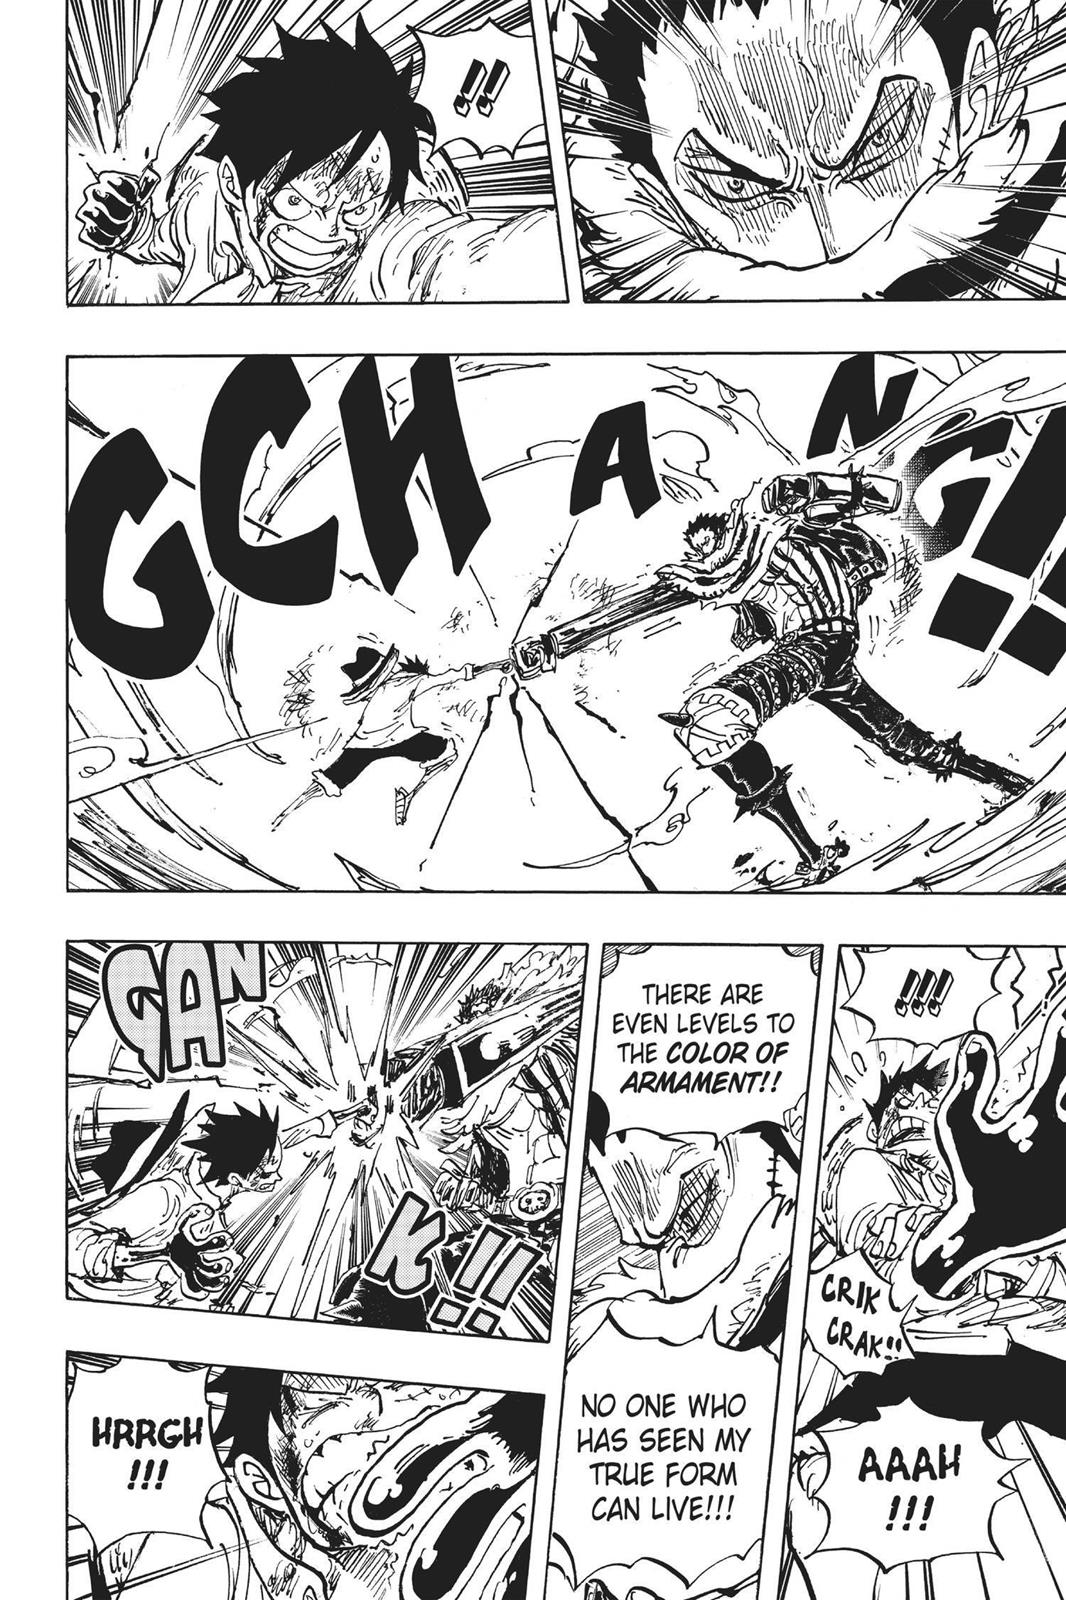 !!
GCHANG!!
!!!
THERE ARE
EVEN LEVELS TO
THE COLOR OF
ARMAMENT!!
GAN
K!!
CRIK
CRAK!!
AAAH
!!!
NO ONE WHO
HAS SEEN MY
TRUE FORM
CAN LIVE!!!
HRRGH
!!!